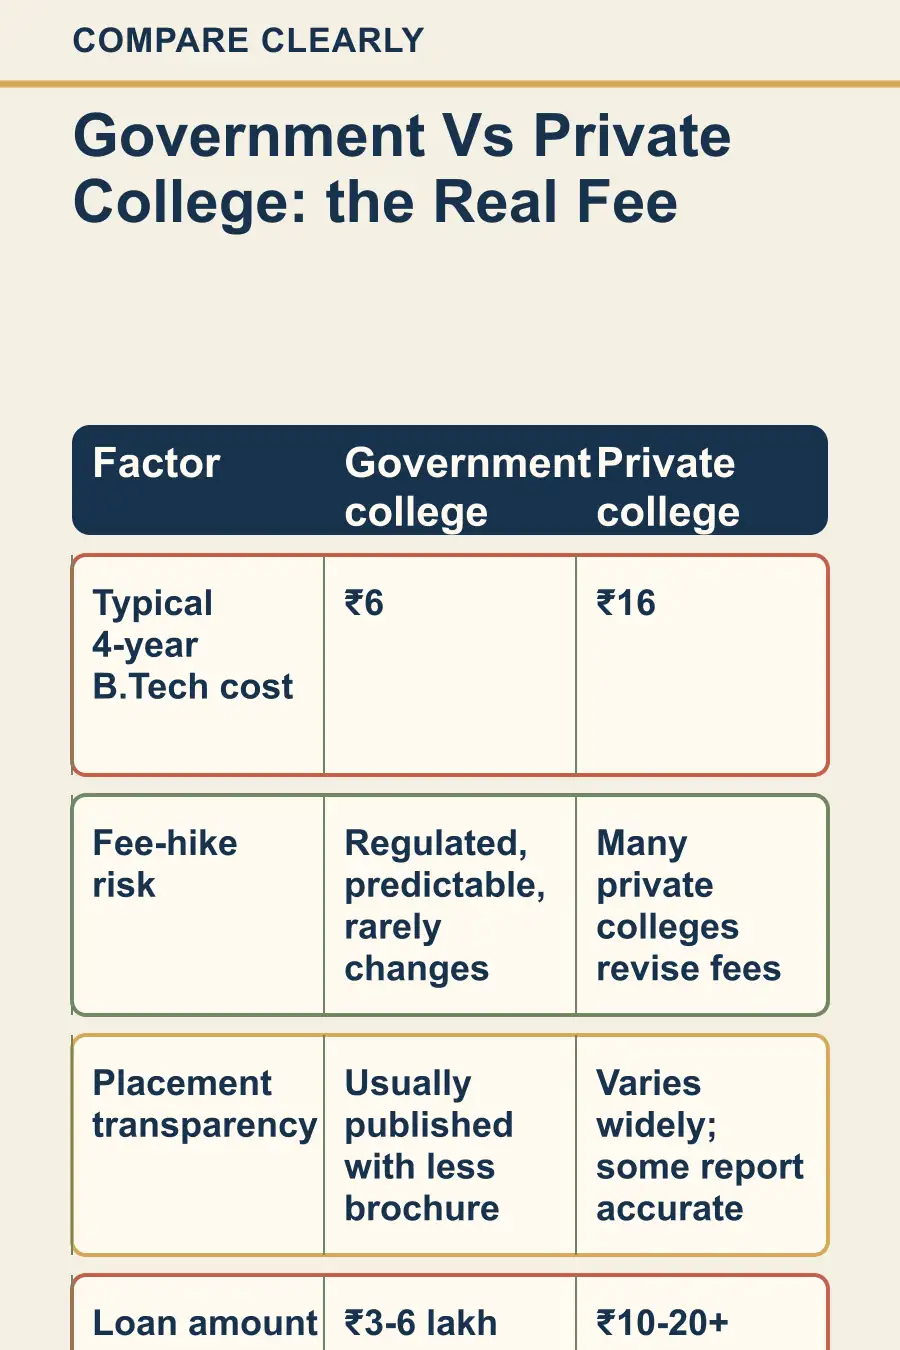 COMPARE CLEARLY
Government Vs Private
College: the Real Fee
Factor
Government
college
Private
college
Typical
4-year
B.Tech cost
₹6
₹16
Fee-hike
risk
Regulated,
predictable,
rarely
changes
Many
private
colleges
revise fees
Placement
transparency
Usually
published
with less
brochure
Varies
widely;
some report
accurate
Loan amount
₹3-6 lakh
₹10-20+